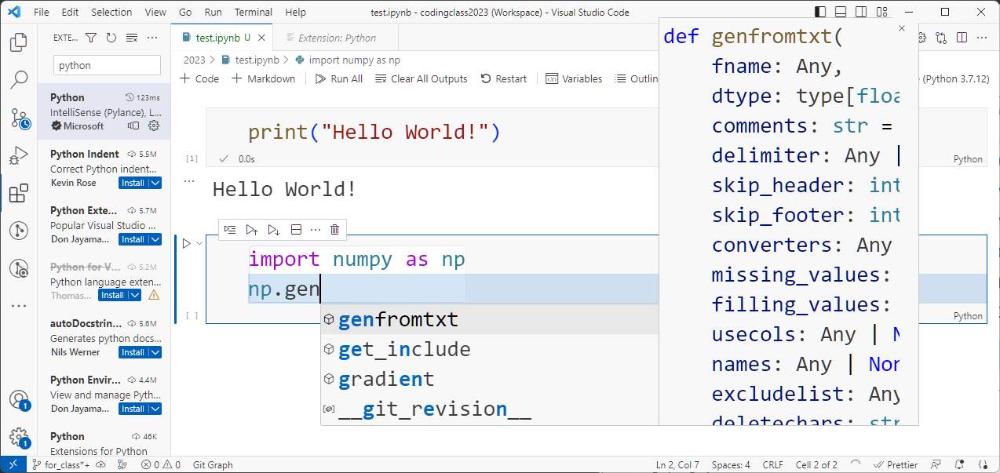 File Edit Selection View Go Run Terminal Help test.ipynb - codingclass2023 (Workspace) - Visual Studio Code
EXTE...
python
Python 123ms
IntelliSense (Pylance), L...
Microsoft
Python Indent 5.5M
Correct Python indent...
Kevin Rose Install
Python Exte... 5.7M
Popular Visual Studio ...
Don Jayama... Install
Python for V... 5.2M
Python language exten...
Thomas... Install
autoDocstrin... 5.6M
Generates python docs...
Nils Werner Install
Python Envir... 4.4M
View and manage Pyth...
Don Jayama... Install
Python 46K
Extensions for Python
1
1
test.ipynb U Extension: Python
2023 > test.ipynb > import numpy as np
Code Markdown Run All Clear All Outputs Restart Variables Outlin
(Python 3.7.12)
print("Hello World!")
[1] 0.0s Python
Hello World!
import numpy as np
np.gen
[ ] Python
genfromtxt
get_include
gradient
__git_revision__
def genfromtxt(
fname: Any,
dtype: type[floa
comments: str =
delimiter: Any |
skip_header: int
skip_footer: int
converters: Any
missing_values:
filling_values:
usecols: Any | N
names: Any | Non
excludelist: Any
deletechars: str
for_class*+ 0 0 Git Graph Ln 2, Col 7 Spaces: 4 CRLF Cell 2 of 2 Prettier